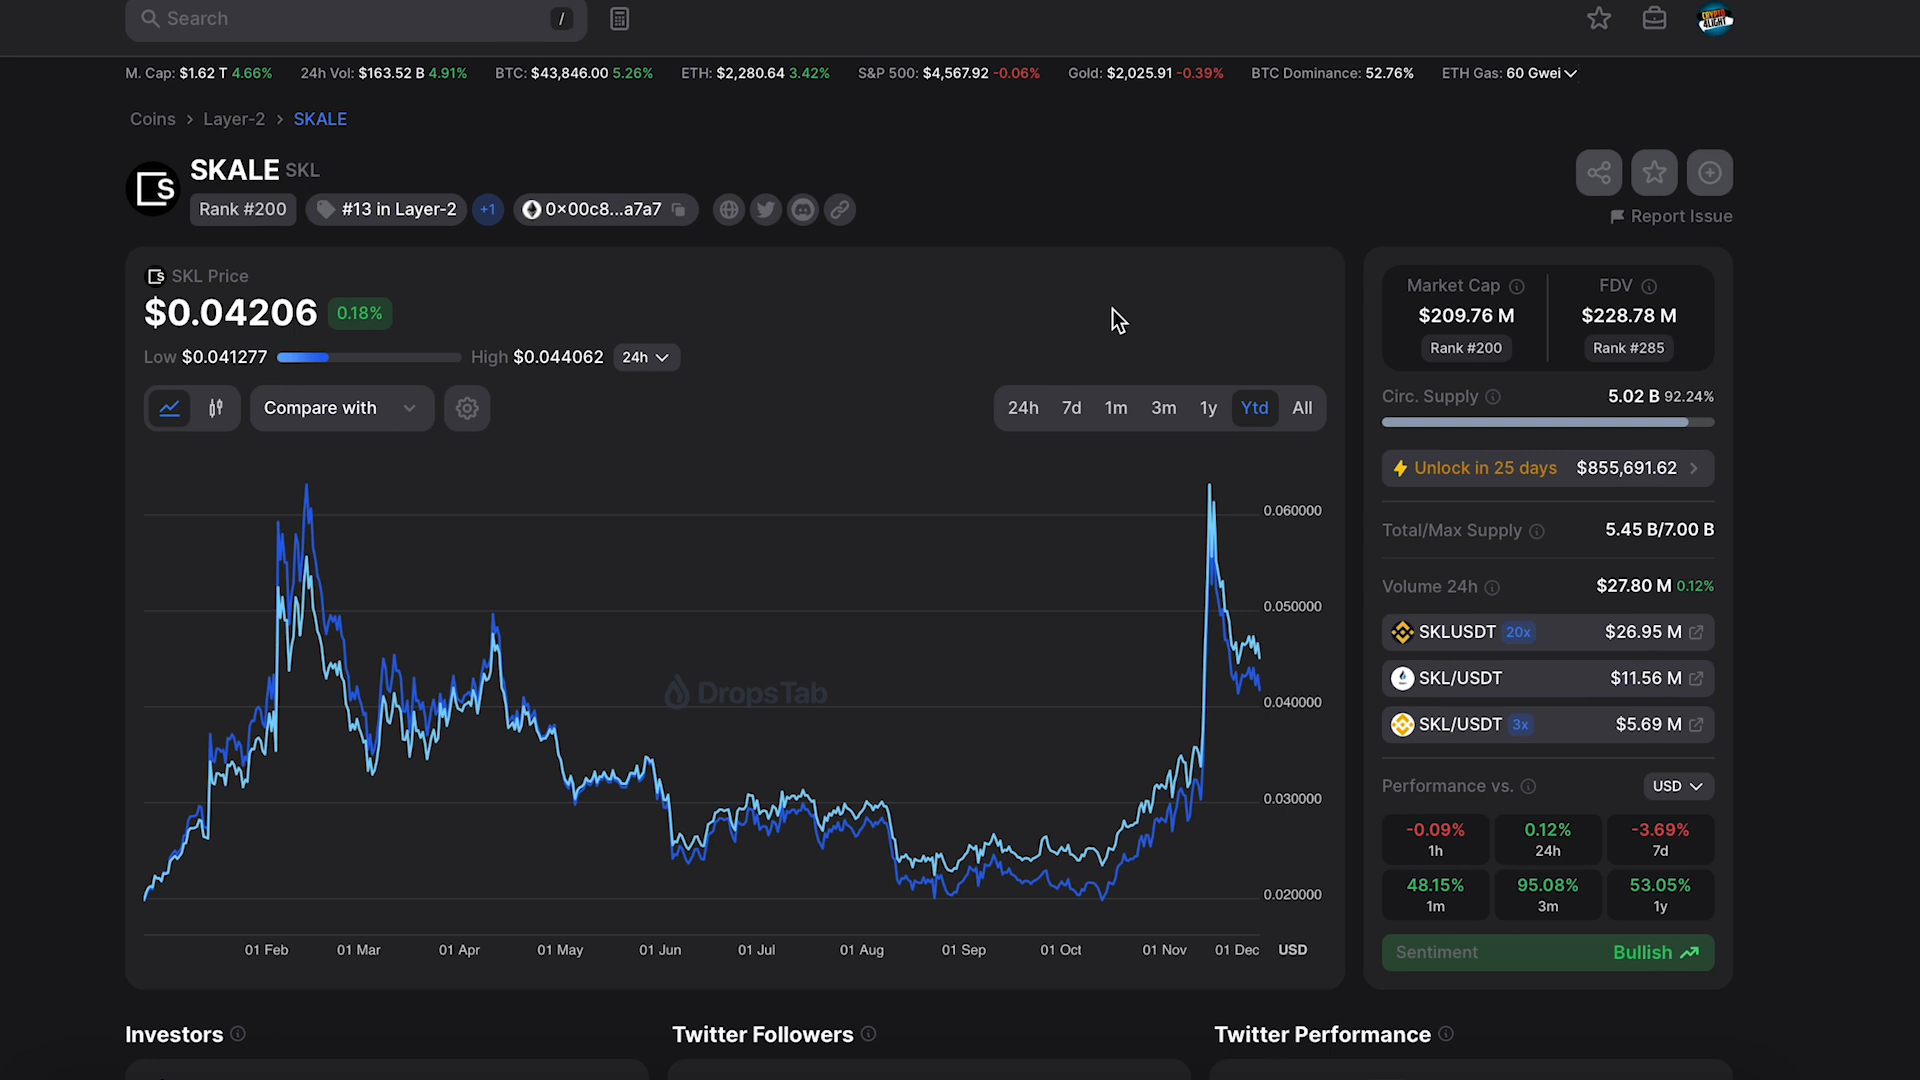 Search /
M. Cap: $1.62 T 4.66% 24h Vol: $163.52 B 4.91% BTC: $43,846.00 5.26% ETH: $2,280.64 3.42% S&P 500: $4,567.92 -0.06% Gold: $2,025.91 -0.39% BTC Dominance: 52.76% ETH Gas: 60 Gwei
Coins > Layer-2 > SKALE
SKALE SKL
Rank #200 #13 in Layer-2 +1 0×00c8...a7a7
Report Issue
SKL Price
$0.04206 0.18%
Low $0.041277 High $0.044062 24h
Compare with
24h 7d 1m 3m 1y Ytd All
0.060000
0.050000
0.040000
0.030000
0.020000
DropsTab
01 Feb 01 Mar 01 Apr 01 May 01 Jun 01 Jul 01 Aug 01 Sep 01 Oct 01 Nov 01 Dec USD
Market Cap FDV
$209.76 M $228.78 M
Rank #200 Rank #285
Circ. Supply 5.02 B 92.24%
Unlock in 25 days $855,691.62
Total/Max Supply 5.45 B/7.00 B
Volume 24h $27.80 M 0.12%
SKLUSDT 20x $26.95 M
SKL/USDT $11.56 M
SKL/USDT 3x $5.69 M
Performance vs. USD
-0.09% 0.12% -3.69%
1h 24h 7d
48.15% 95.08% 53.05%
1m 3m 1y
Sentiment Bullish
Investors Twitter Followers Twitter Performance